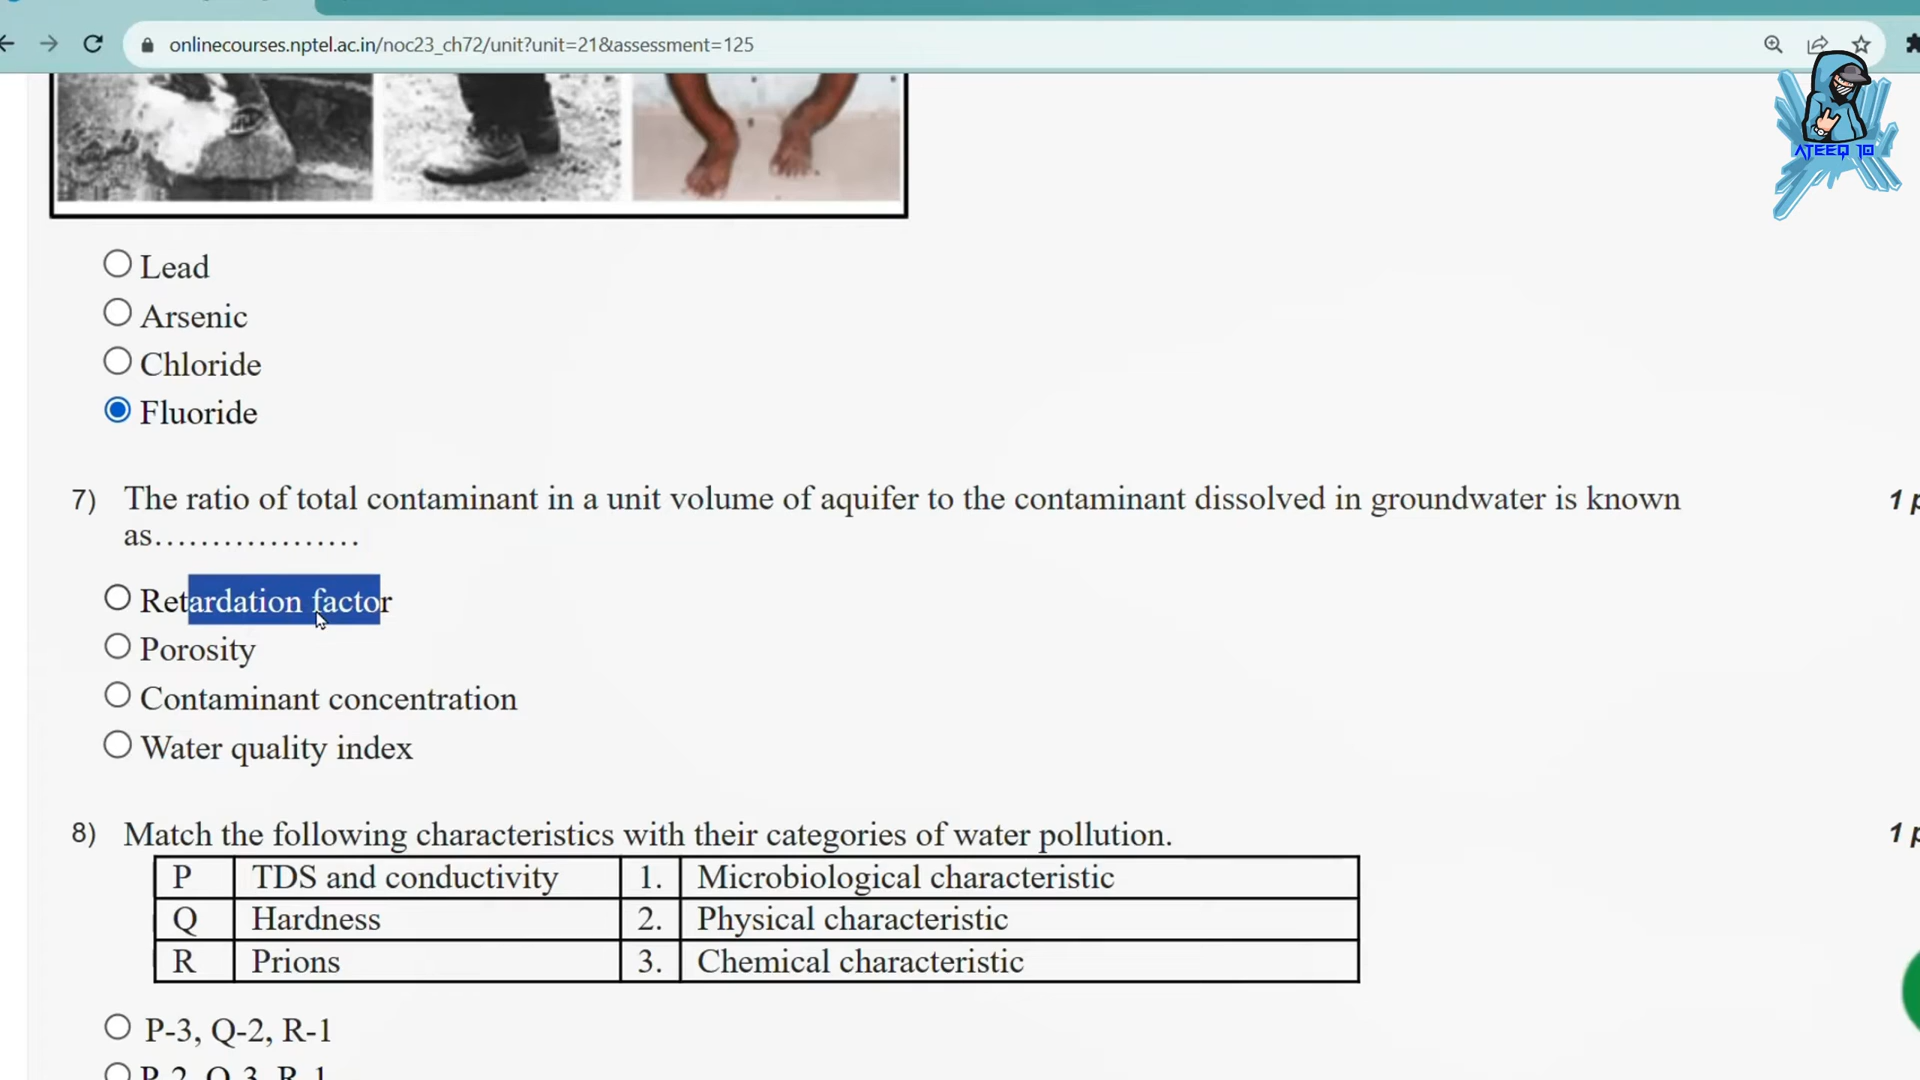 onlinecourses.nptel.ac.in/noc23_ch72/unit?unit=21&assessment=125
ATEEQ 10
Lead
Arsenic
Chloride
Fluoride
7) The ratio of total contaminant in a unit volume of aquifer to the contaminant dissolved in groundwater is known 1 p
as………………
Retardation factor
Porosity
Contaminant concentration
Water quality index
8) Match the following characteristics with their categories of water pollution. 1 p
P TDS and conductivity 1. Microbiological characteristic
Q Hardness 2. Physical characteristic
R Prions 3. Chemical characteristic
P-3, Q-2, R-1
P-2, Q-3, R-1